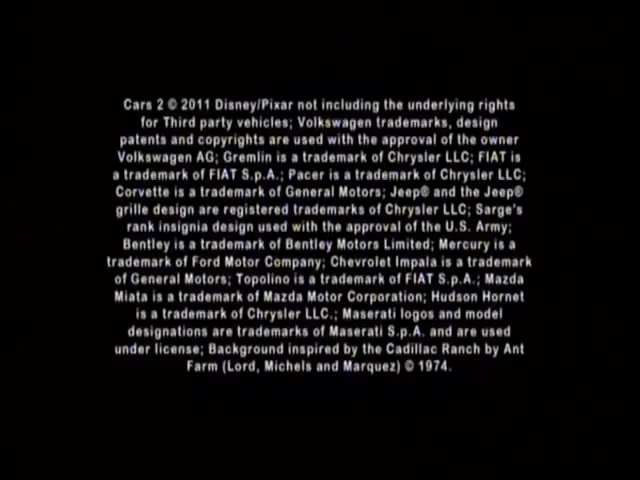 Cars 2 © 2011 Disney/Pixar not including the underlying rights
for Third party vehicles; Volkswagen trademarks, design
patents and copyrights are used with the approval of the owner
Volkswagen AG; Gremlin is a trademark of Chrysler LLC; FIAT is
a trademark of FIAT S.p.A.; Pacer is a trademark of Chrysler LLC;
Corvette is a trademark of General Motors; Jeep® and the Jeep®
grille design are registered trademarks of Chrysler LLC; Sarge's
rank insignia design used with the approval of the U.S. Army;
Bentley is a trademark of Bentley Motors Limited; Mercury is a
trademark of Ford Motor Company; Chevrolet Impala is a trademark
of General Motors; Topolino is a trademark of FIAT S.p.A.; Mazda
Miata is a trademark of Mazda Motor Corporation; Hudson Hornet
is a trademark of Chrysler LLC.; Maserati logos and model
designations are trademarks of Maserati S.p.A. and are used
under license; Background inspired by the Cadillac Ranch by Ant
Farm (Lord, Michels and Marquez) © 1974.